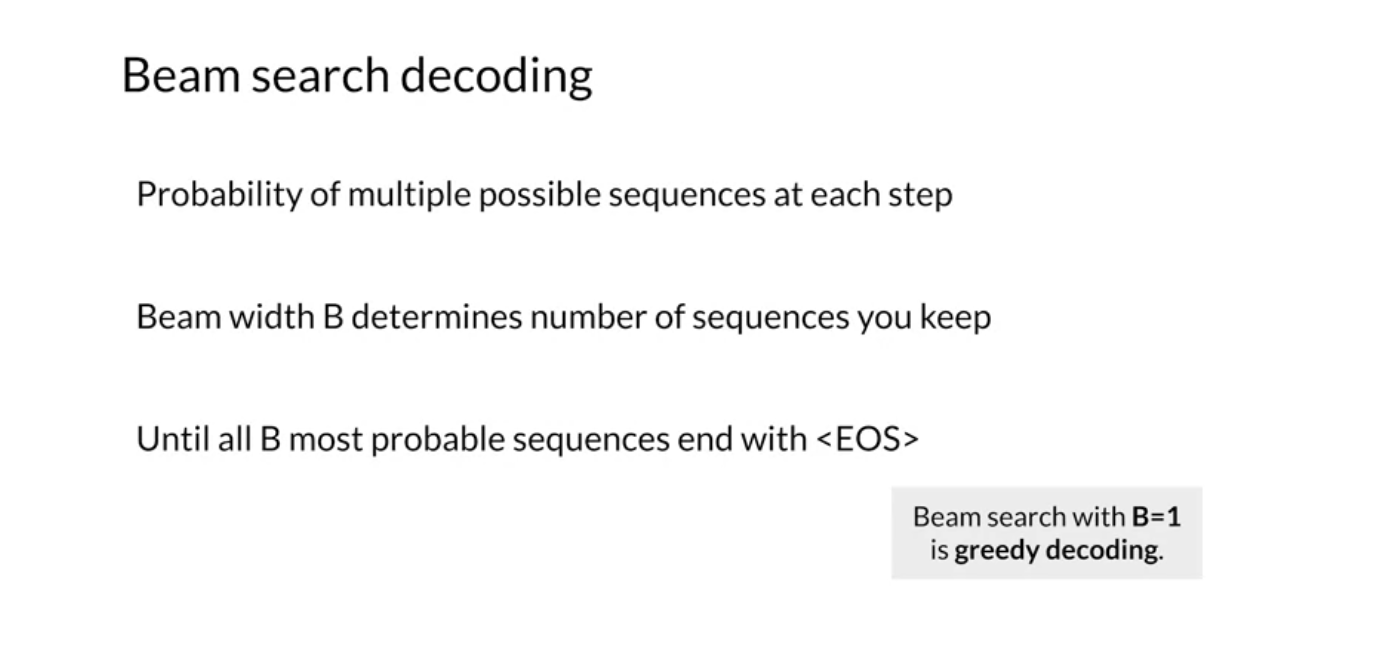 Beam search decoding
Probability of multiple possible sequences at each step
Beam width B determines number of sequences you keep
Until all B most probable sequences end with <EOS>
Beam search with B=1
is greedy decoding.